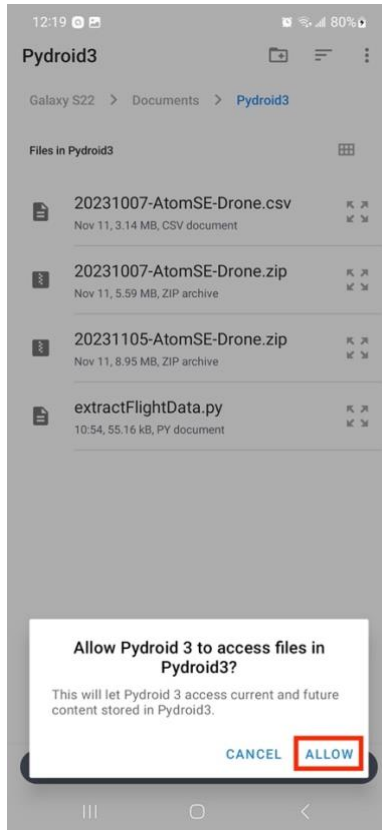 12:19 80%
Pydroid3
Galaxy S22 > Documents > Pydroid3
Files in Pydroid3
20231007-AtomSE-Drone.csv
Nov 11, 3.14 MB, CSV document
20231007-AtomSE-Drone.zip
Nov 11, 5.59 MB, ZIP archive
20231105-AtomSE-Drone.zip
Nov 11, 8.95 MB, ZIP archive
extractFlightData.py
10:54, 55.16 kB, PY document
Allow Pydroid 3 to access files in
Pydroid3?
This will let Pydroid 3 access current and future
content stored in Pydroid3.
CANCEL ALLOW